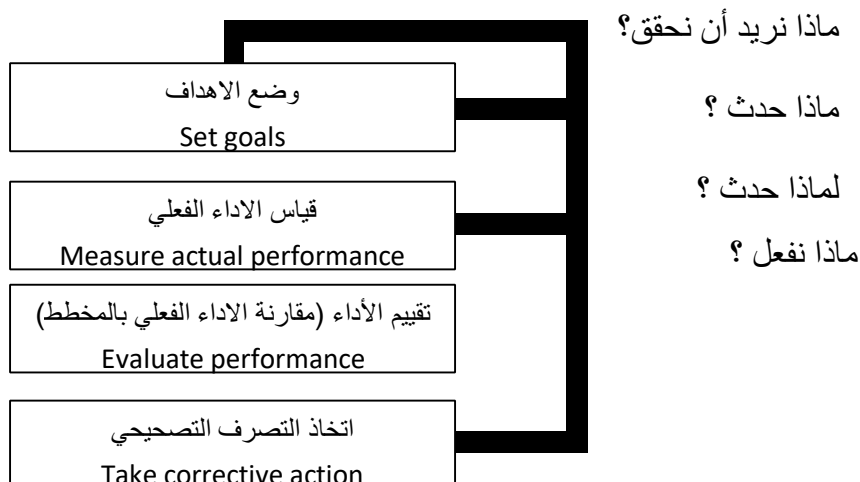 ماذا نريد أن نحقق؟
وضع الاهداف
Set goals
ماذا حدث ؟
قياس الاداء الفعلي
Measure actual performance
لماذا حدث ؟
ماذا نفعل ؟
تقييم الأداء (مقارنة الاداء الفعلي بالمخطط)
Evaluate performance
اتخاذ التصرف التصحيحي
Take corrective action